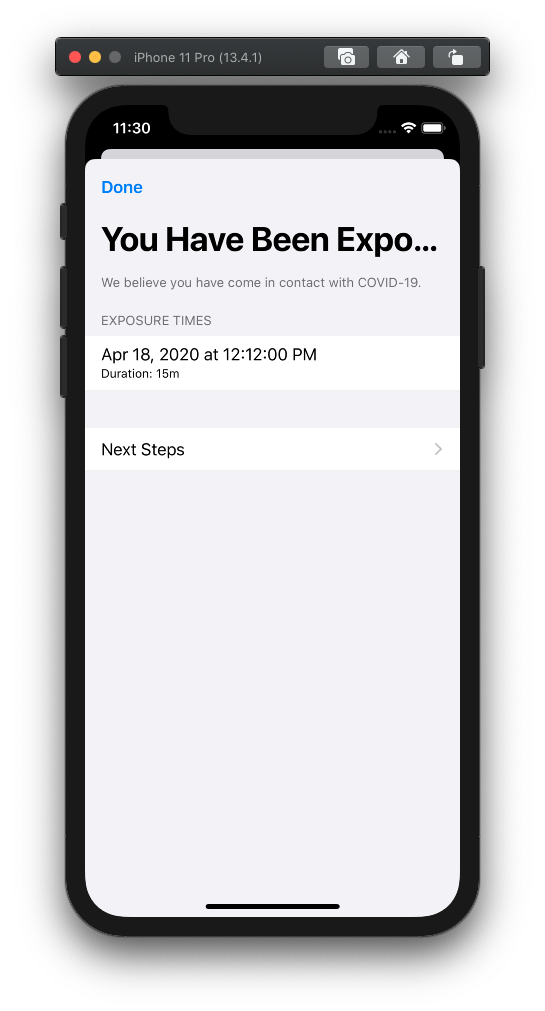 iPhone 11 Pro (13.4.1)
11:30
Done
You Have Been Expo...
We believe you have come in contact with COVID-19.
EXPOSURE TIMES
Apr 18, 2020 at 12:12:00 PM
Duration: 15m
Next Steps